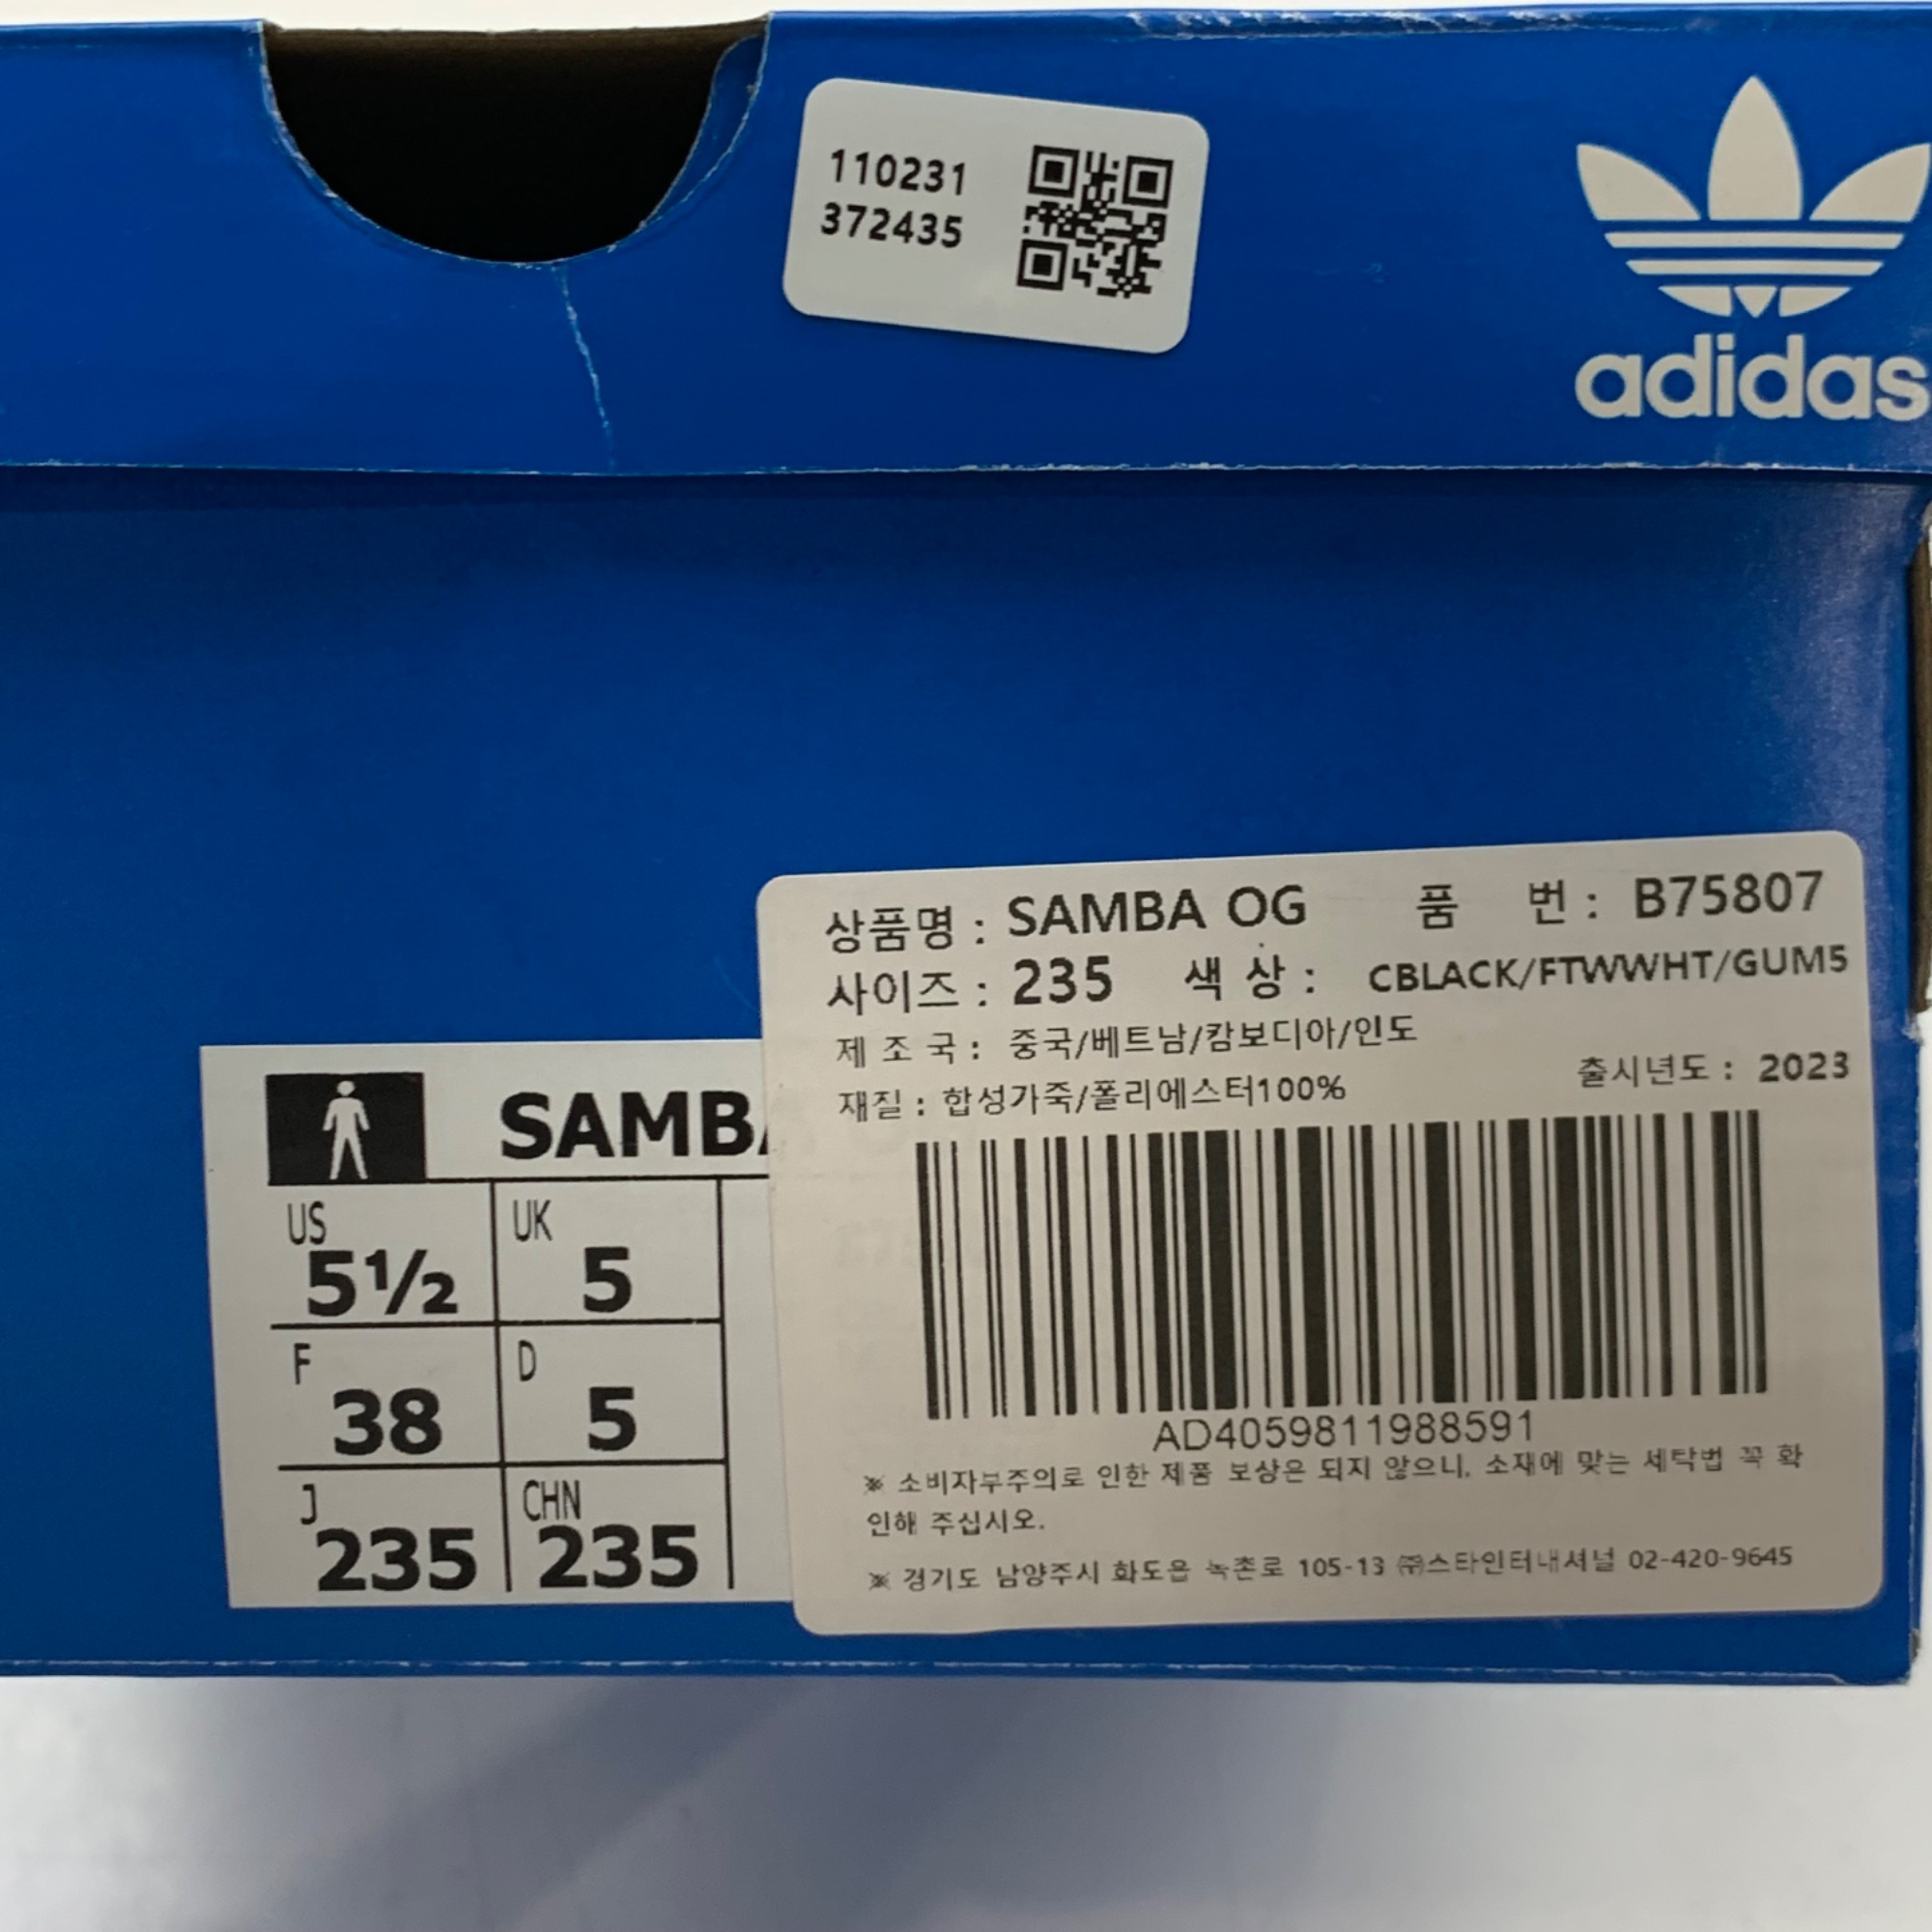 110231
372435
adidas
상품명 : SAMBA OG 품 번 : B75807
사이즈 : 235 색 상 : CBLACK/FTWWHT/GUM5
제 조 국 : 중국/베트남/캄보디아/인도
출시년도 : 2023
재질 : 합성가죽/폴리에스터100%
AD4059811988591
※ 소비자부주의로 인한 제품 보상은 되지 않으니, 소재에 맞는 세탁법 꼭 확
인해 주십시오.
※ 경기도 남양주시 화도읍 녹촌로 105-13 ㈜스타인터내셔널 02-420-9645
US 5½ UK 5
F 38 D 5
J 235 CHN 235